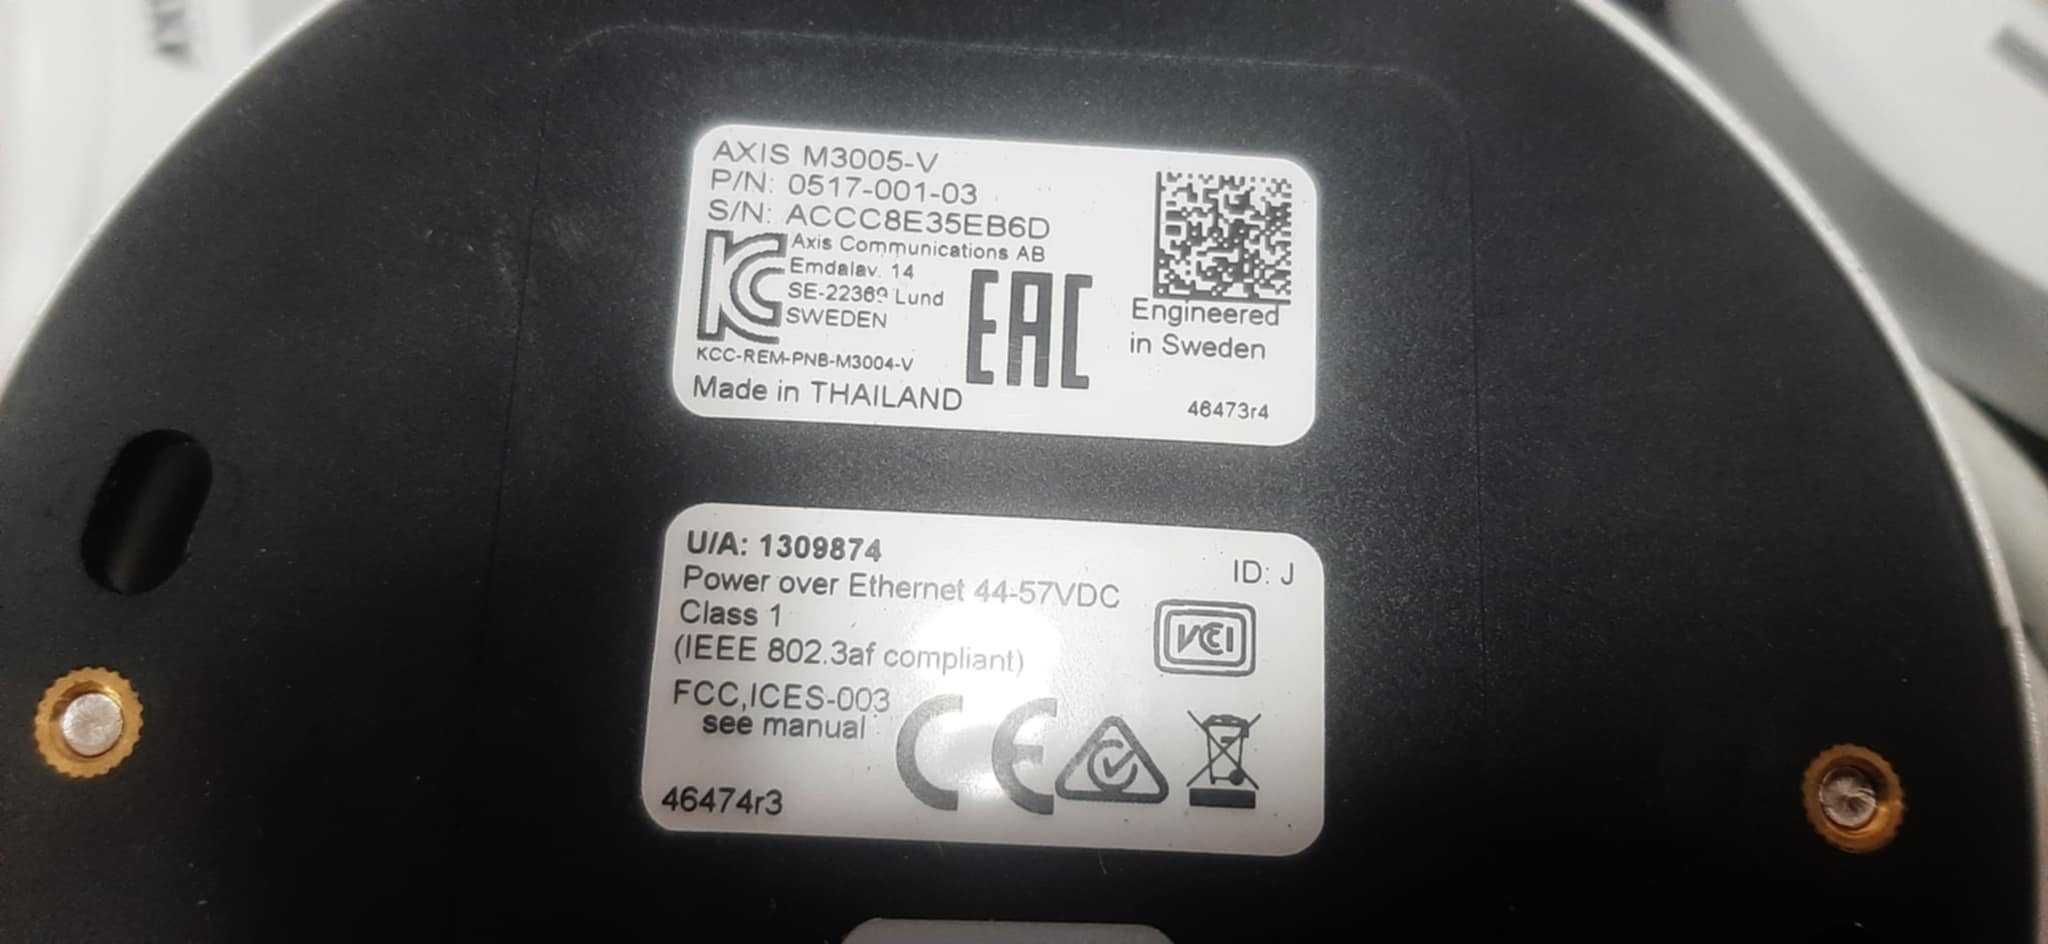 AXIS M3005-V
P/N: 0517-001-03
S/N: ACCC8E35EB6D
Axis Communications AB
Emdalav. 14
SE-22369 Lund
SWEDEN
KCC-REM-PNB-M3004-V
Made in THAILAND
EAC
Engineered
in Sweden
46473r4
U/A: 1309874
ID: J
Power over Ethernet 44-57VDC
Class 1
(IEEE 802.3af compliant)
VCCI
FCC,ICES-003
see manual
CE
46474r3